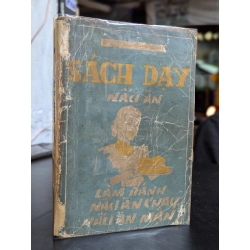 SÁCH DẠY
NẤU ĂN
LÀM BÁNH
NẤU ĂN CHAY
NẤU ĂN MẶN